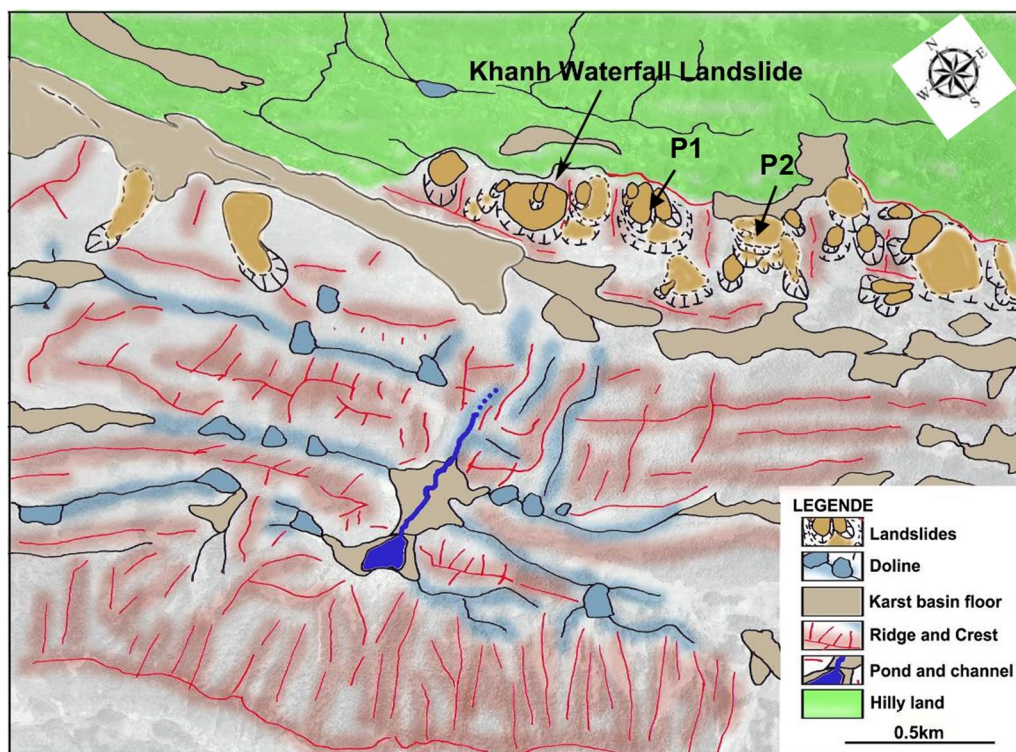 N
E
W
S
Khanh Waterfall Landslide
P1
P2
LEGENDE
Landslides
Doline
Karst basin floor
Ridge and Crest
Pond and channel
Hilly land
0.5km